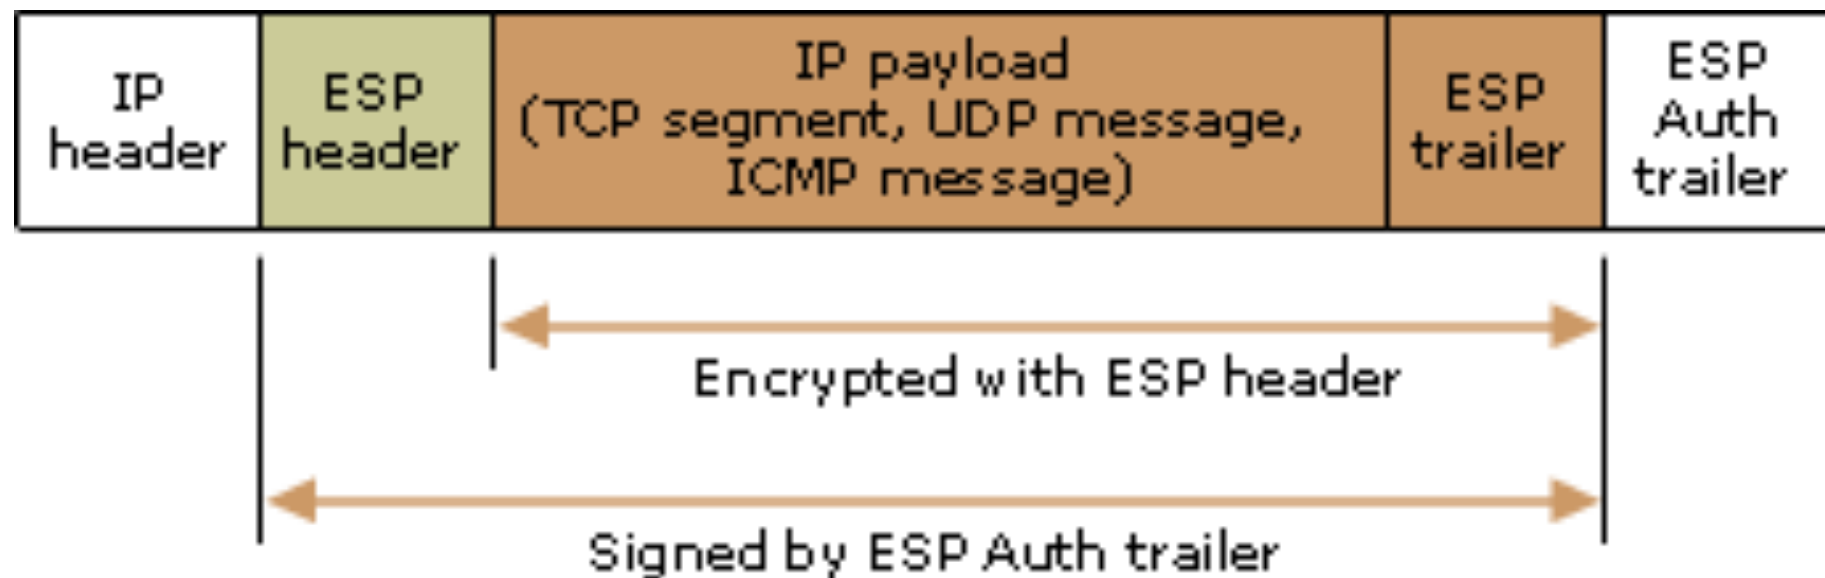 IP
header
ESP
header
IP payload
(TCP segment, UDP message,
ICMP message)
ESP
trailer
ESP
Auth
trailer
Encrypted with ESP header
Signed by ESP Auth trailer